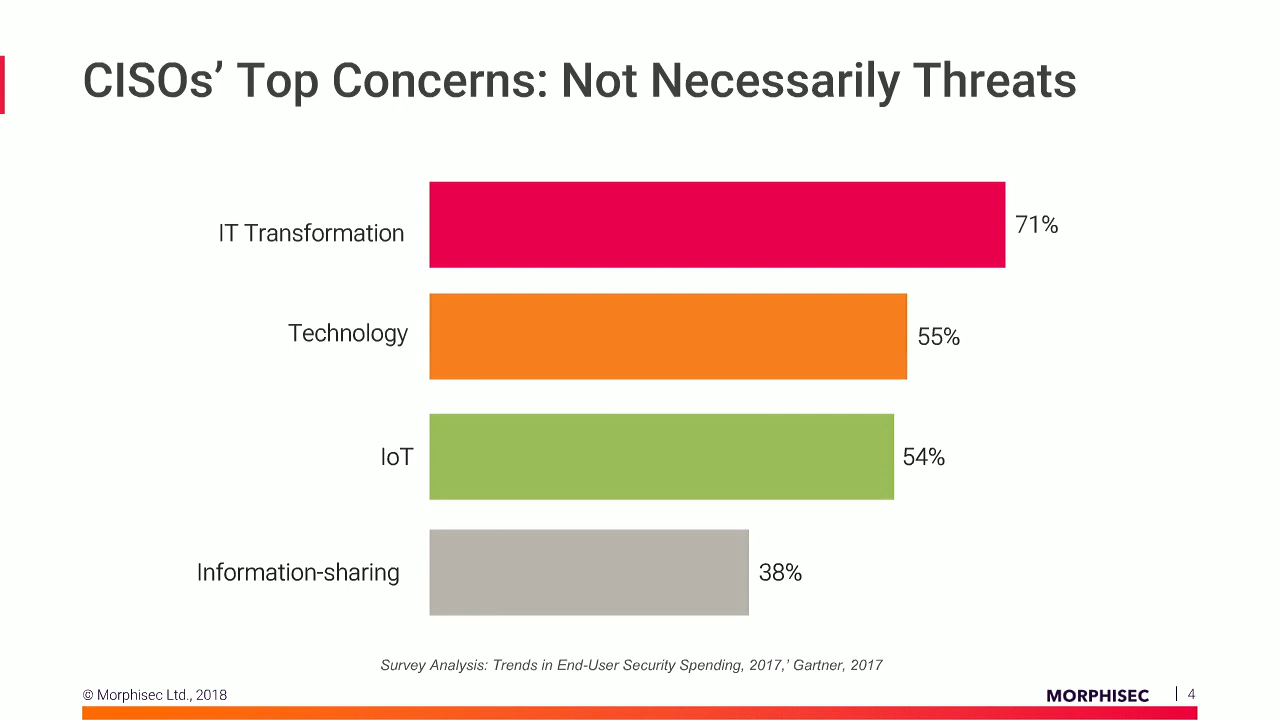 CISOs’ Top Concerns: Not Necessarily Threats
IT Transformation 71%
Technology 55%
IoT 54%
Information-sharing 38%
Survey Analysis: Trends in End-User Security Spending, 2017,’ Gartner, 2017
© Morphisec Ltd., 2018 MORPHISEC | 4